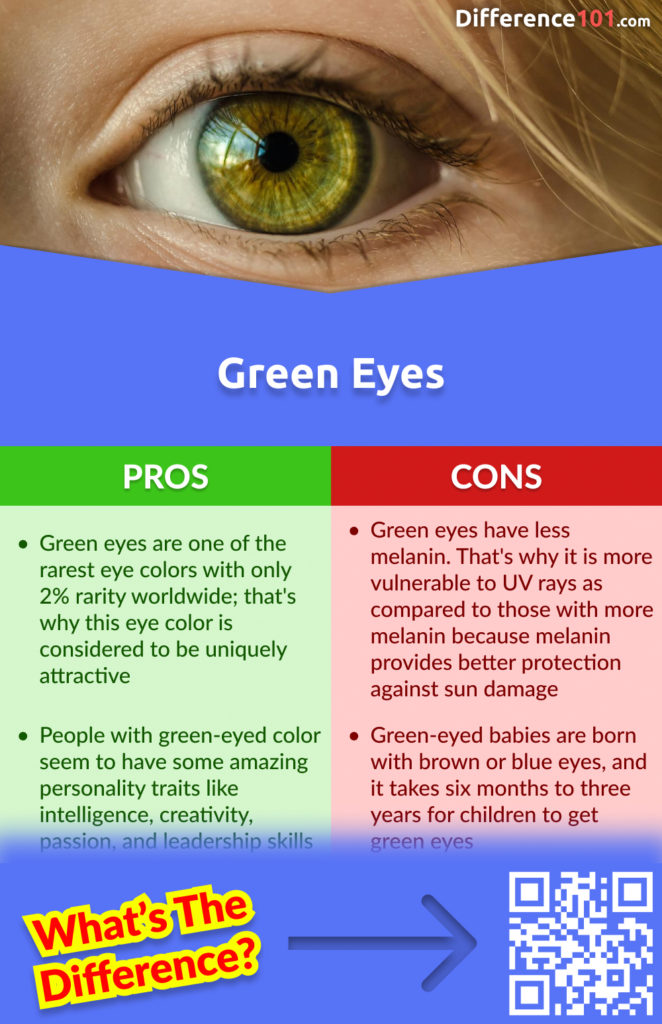 Difference101.com
Green Eyes
PROS
• Green eyes are one of the
rarest eye colors with only
2% rarity worldwide; that's
why this eye color is
considered to be uniquely
attractive
• People with green-eyed color
seem to have some amazing
personality traits like
intelligence, creativity,
passion, and leadership skills
CONS
• Green eyes have less
melanin. That's why it is more
vulnerable to UV rays as
compared to those with more
melanin because melanin
provides better protection
against sun damage
• Green-eyed babies are born
with brown or blue eyes, and
it takes six months to three
years for children to get
green eyes
What's The
Difference?